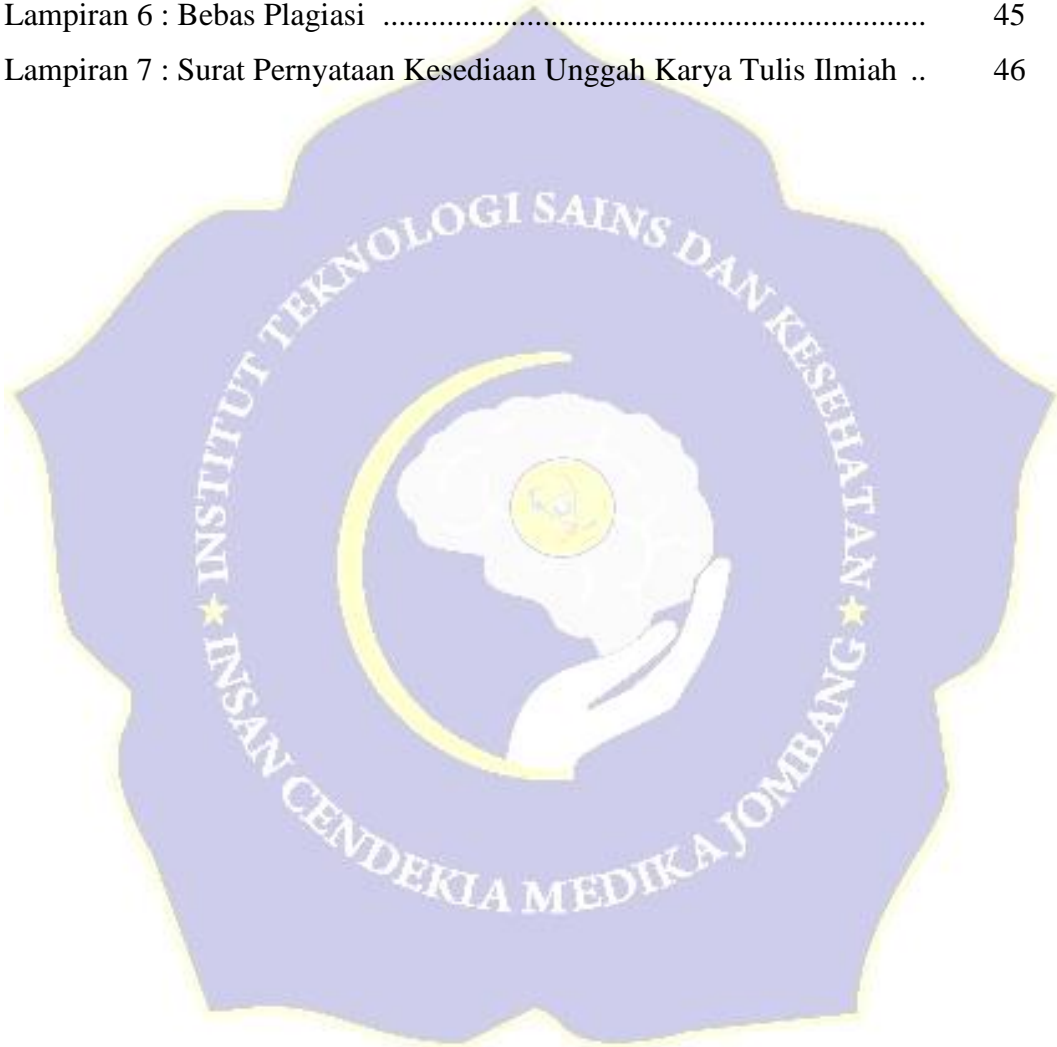 Lampiran 6 : Bebas Plagiasi .................................................................. 45
Lampiran 7 : Surat Pernyataan Kesediaan Unggah Karya Tulis Ilmiah .. 46
INSTITUT TEKNOLOGI SAINS DAN KESEHATAN
★ INSAN CENDEKIA MEDIKA JOMBANG ★